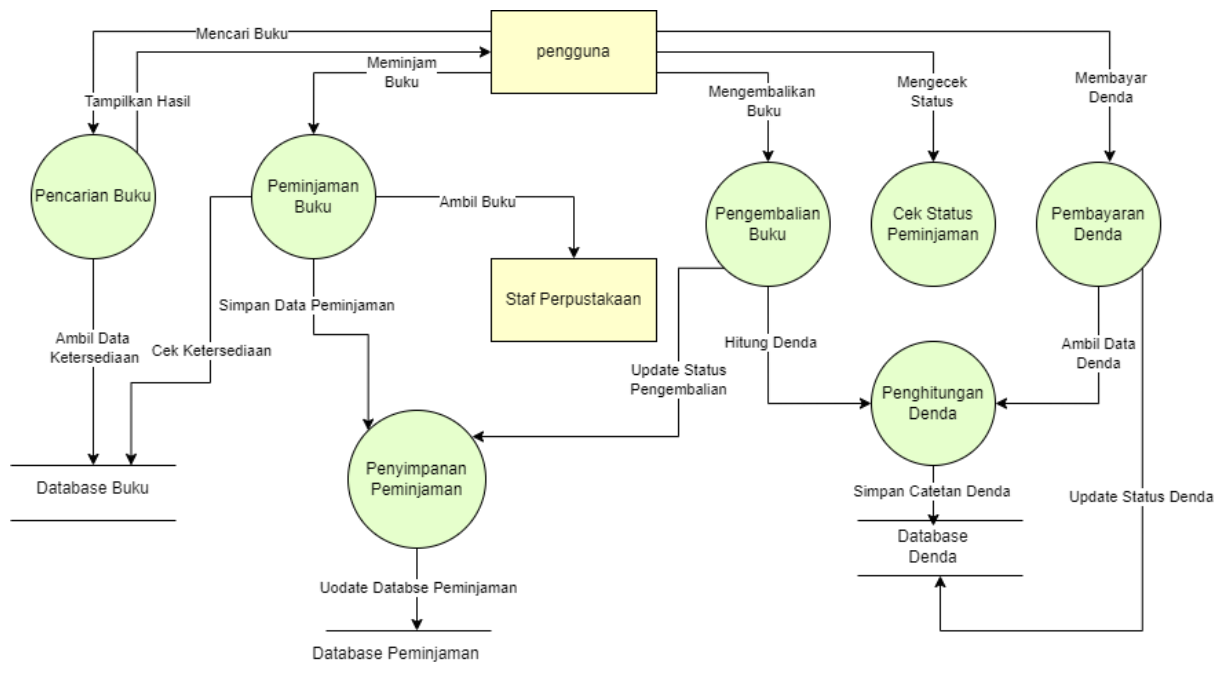 Mencari Buku
pengguna
Meminjam
Buku
Tampilkan Hasil
Mengembalikan
Buku
Mengecek
Status
Membayar
Denda
Pencarian Buku
Peminjaman
Buku
Ambil Buku
Pengembalian
Buku
Cek Status
Peminjaman
Pembayaran
Denda
Staf Perpustakaan
Simpan Data Peminjaman
Ambil Data
Ketersediaan
Cek Ketersediaan
Hitung Denda
Ambil Data
Denda
Update Status
Pengembalian
Penghitungan
Denda
Penyimpanan
Peminjaman
Database Buku
Simpan Catetan Denda
Update Status Denda
Database
Denda
Uodate Databse Peminjaman
Database Peminjaman